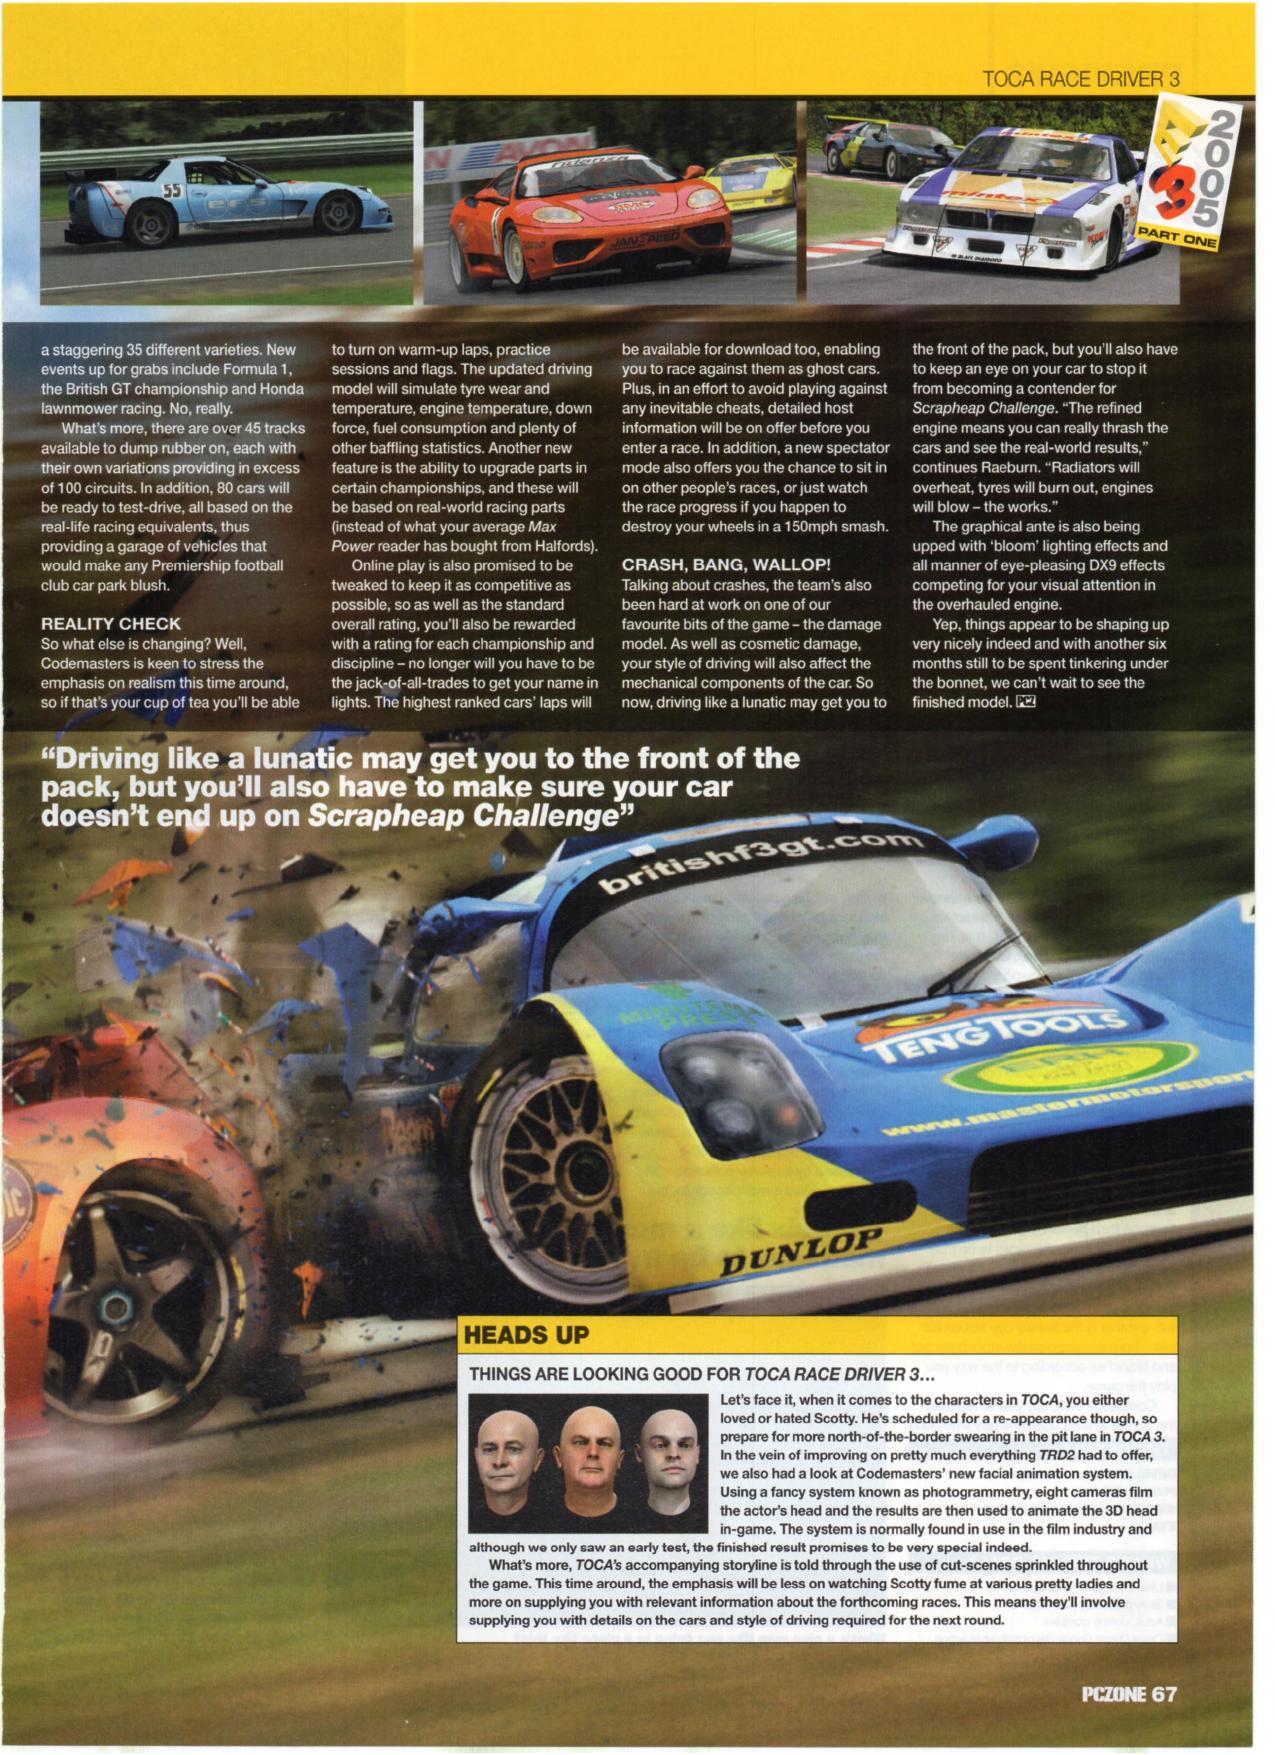 TOCA RACE DRIVER 3
E3
2005
PART ONE
55
efs
AVON
fidanza
JAN SPEED
mintex
mintex
BLACK DIAMOND
a staggering 35 different varieties. New
events up for grabs include Formula 1,
the British GT championship and Honda
lawnmower racing. No, really.
What's more, there are over 45 tracks
available to dump rubber on, each with
their own variations providing in excess
of 100 circuits. In addition, 80 cars will
be ready to test-drive, all based on the
real-life racing equivalents, thus
providing a garage of vehicles that
would make any Premiership football
club car park blush.
REALITY CHECK
So what else is changing? Well,
Codemasters is keen to stress the
emphasis on realism this time around,
so if that's your cup of tea you'll be able
to turn on warm-up laps, practice
sessions and flags. The updated driving
model will simulate tyre wear and
temperature, engine temperature, down
force, fuel consumption and plenty of
other baffling statistics. Another new
feature is the ability to upgrade parts in
certain championships, and these will
be based on real-world racing parts
(instead of what your average Max
Power reader has bought from Halfords).
Online play is also promised to be
tweaked to keep it as competitive as
possible, so as well as the standard
overall rating, you'll also be rewarded
with a rating for each championship and
discipline – no longer will you have to be
the jack-of-all-trades to get your name in
lights. The highest ranked cars' laps will
be available for download too, enabling
you to race against them as ghost cars.
Plus, in an effort to avoid playing against
any inevitable cheats, detailed host
information will be on offer before you
enter a race. In addition, a new spectator
mode also offers you the chance to sit in
on other people's races, or just watch
the race progress if you happen to
destroy your wheels in a 150mph smash.
CRASH, BANG, WALLOP!
Talking about crashes, the team's also
been hard at work on one of our
favourite bits of the game – the damage
model. As well as cosmetic damage,
your style of driving will also affect the
mechanical components of the car. So
now, driving like a lunatic may get you to
the front of the pack, but you'll also have
to keep an eye on your car to stop it
from becoming a contender for
Scrapheap Challenge. “The refined
engine means you can really thrash the
cars and see the real-world results,”
continues Raeburn. “Radiators will
overheat, tyres will burn out, engines
will blow – the works.”
The graphical ante is also being
upped with ‘bloom’ lighting effects and
all manner of eye-pleasing DX9 effects
competing for your visual attention in
the overhauled engine.
Yep, things appear to be shaping up
very nicely indeed and with another six
months still to be spent tinkering under
the bonnet, we can't wait to see the
finished model. PCZ
“Driving like a lunatic may get you to the front of the
pack, but you'll also have to make sure your car
doesn't end up on Scrapheap Challenge”
britishf3gt.com
MINUTEMAN
PRESS
TENG TOOLS
ERH
www.mastermotorsport
DUNLOP
HEADS UP
THINGS ARE LOOKING GOOD FOR TOCA RACE DRIVER 3...
Let's face it, when it comes to the characters in TOCA, you either
loved or hated Scotty. He's scheduled for a re-appearance though, so
prepare for more north-of-the-border swearing in the pit lane in TOCA 3.
In the vein of improving on pretty much everything TRD2 had to offer,
we also had a look at Codemasters' new facial animation system.
Using a fancy system known as photogrammetry, eight cameras film
the actor's head and the results are then used to animate the 3D head
in-game. The system is normally found in use in the film industry and
although we only saw an early test, the finished result promises to be very special indeed.
What's more, TOCA's accompanying storyline is told through the use of cut-scenes sprinkled throughout
the game. This time around, the emphasis will be less on watching Scotty fume at various pretty ladies and
more on supplying you with relevant information about the forthcoming races. This means they'll involve
supplying you with details on the cars and style of driving required for the next round.
PCZONE 67